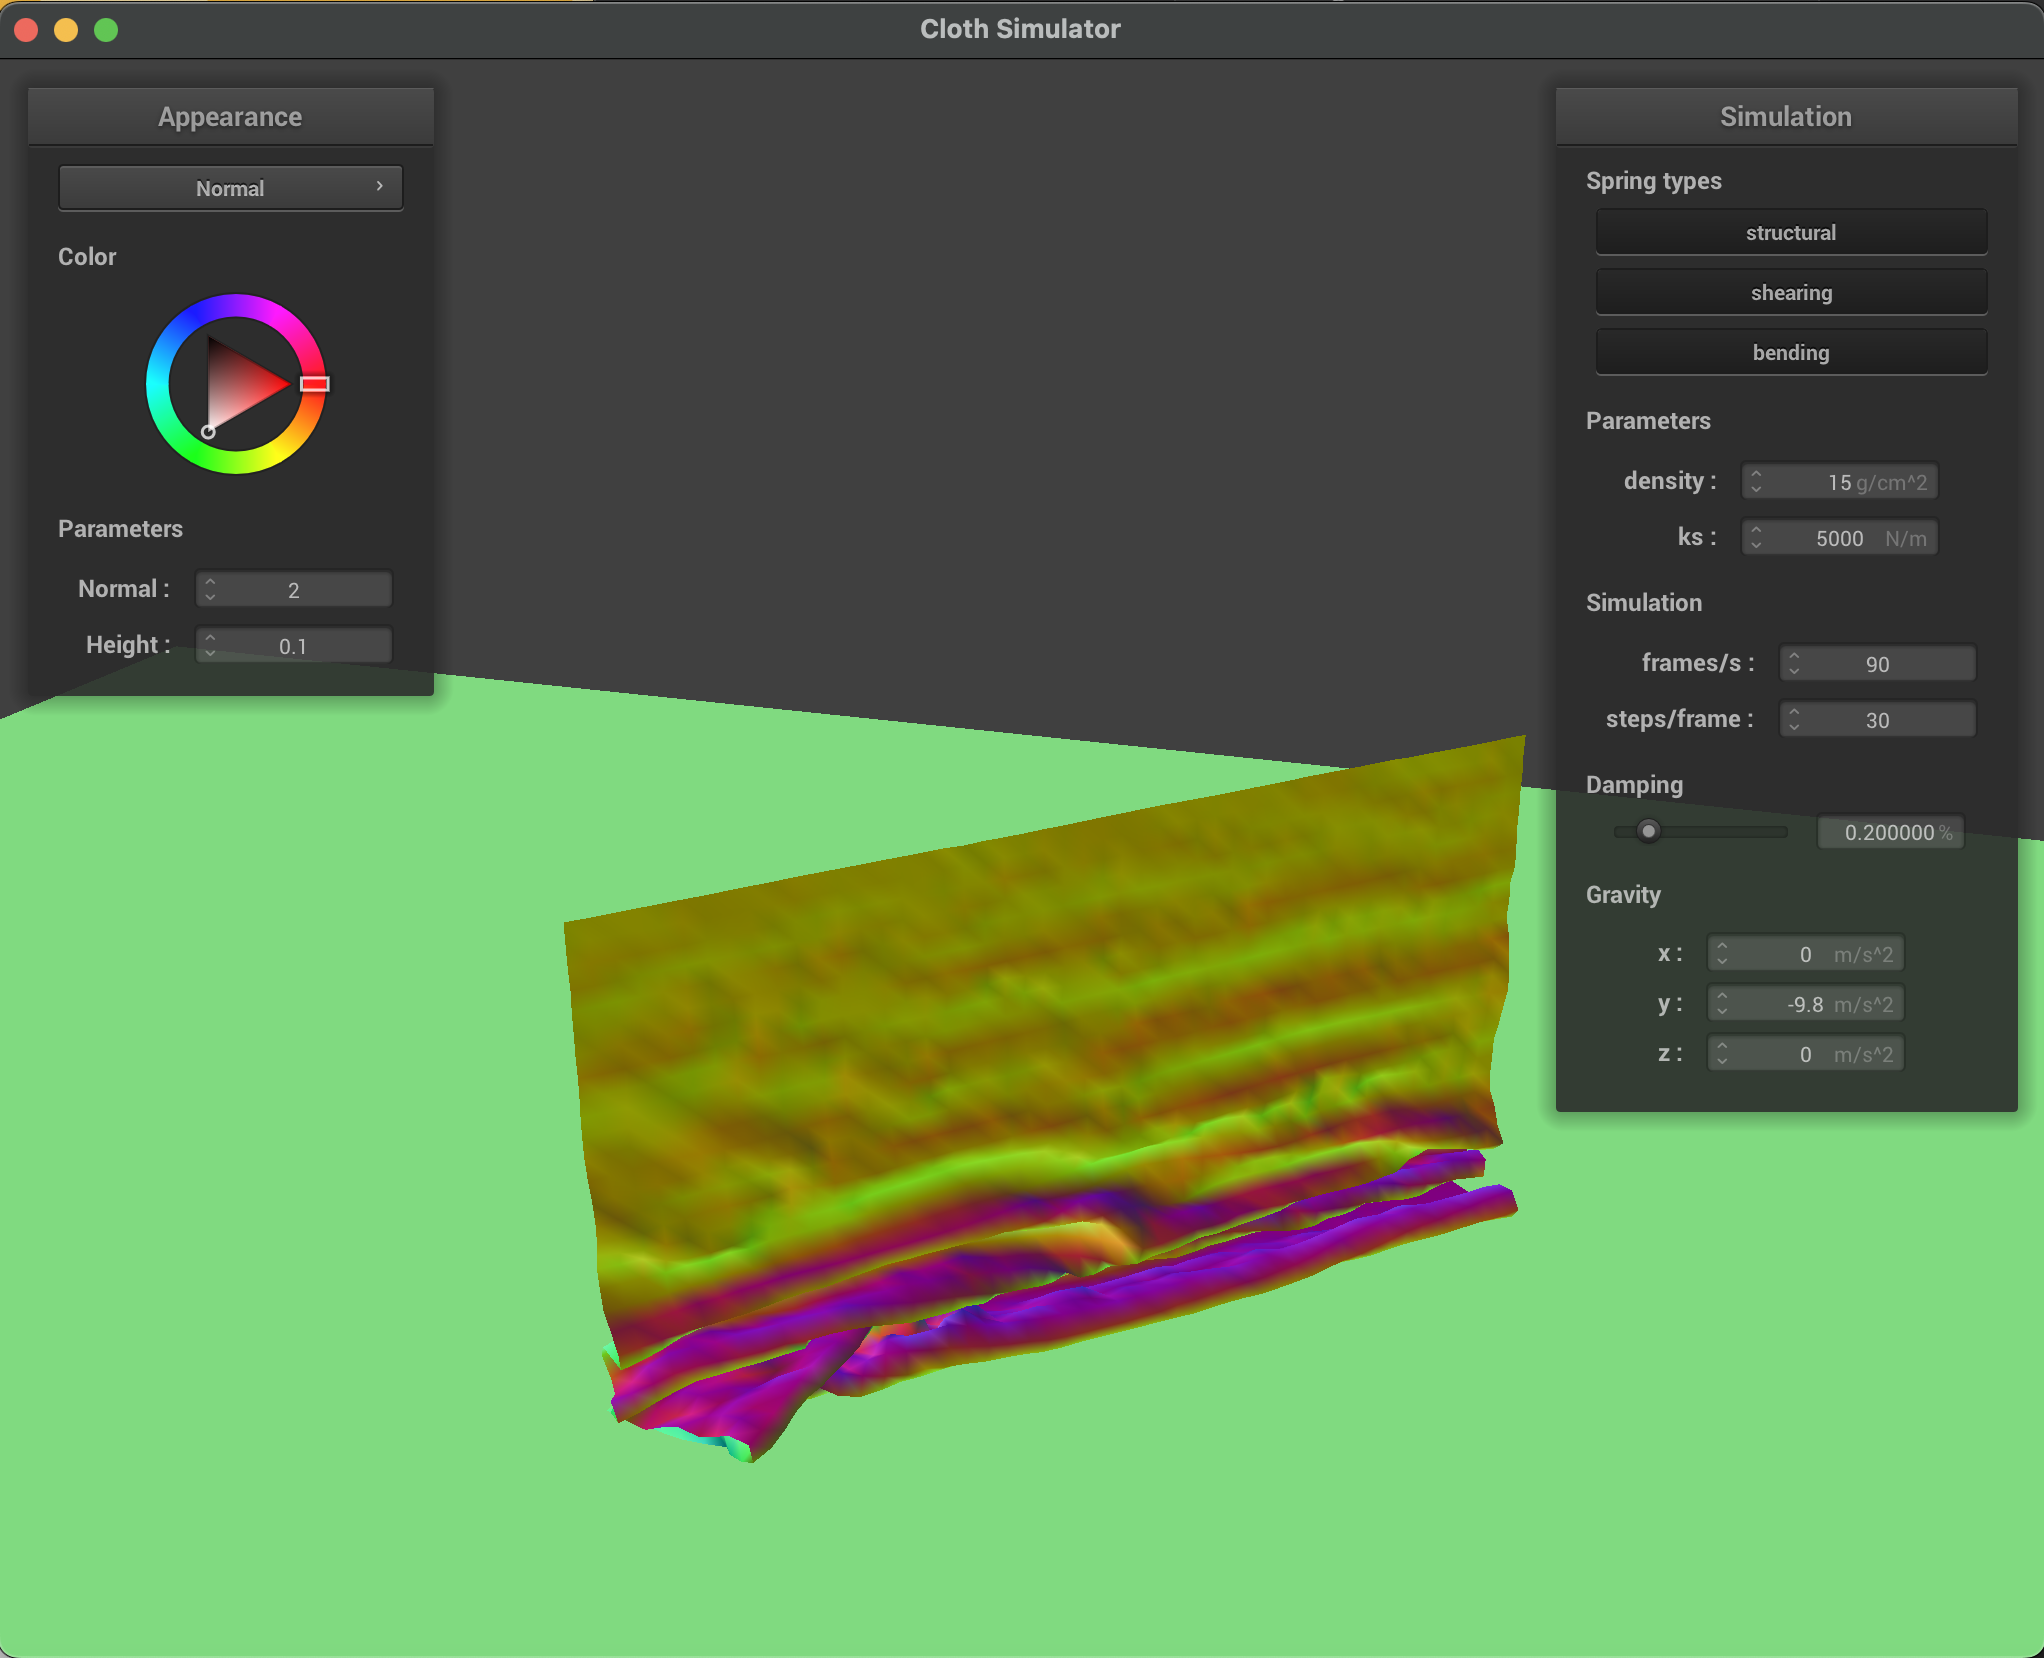 Cloth Simulator
Appearance
Normal
Color
Parameters
Normal : 2
Height : 0.1
Simulation
Spring types
structural
shearing
bending
Parameters
density : 15 g/cm^2
ks : 5000 N/m
Simulation
frames/s : 90
steps/frame : 30
Damping
0.200000 %
Gravity
x : 0 m/s^2
y : -9.8 m/s^2
z : 0 m/s^2